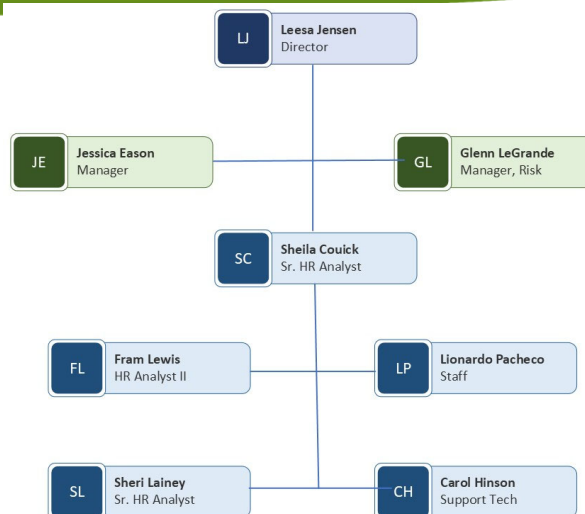 LJ
Leesa Jensen
Director
JE
Jessica Eason
Manager
GL
Glenn LeGrande
Manager, Risk
SC
Sheila Couick
Sr. HR Analyst
FL
Fram Lewis
HR Analyst II
LP
Lionardo Pacheco
Staff
SL
Sheri Lainey
Sr. HR Analyst
CH
Carol Hinson
Support Tech